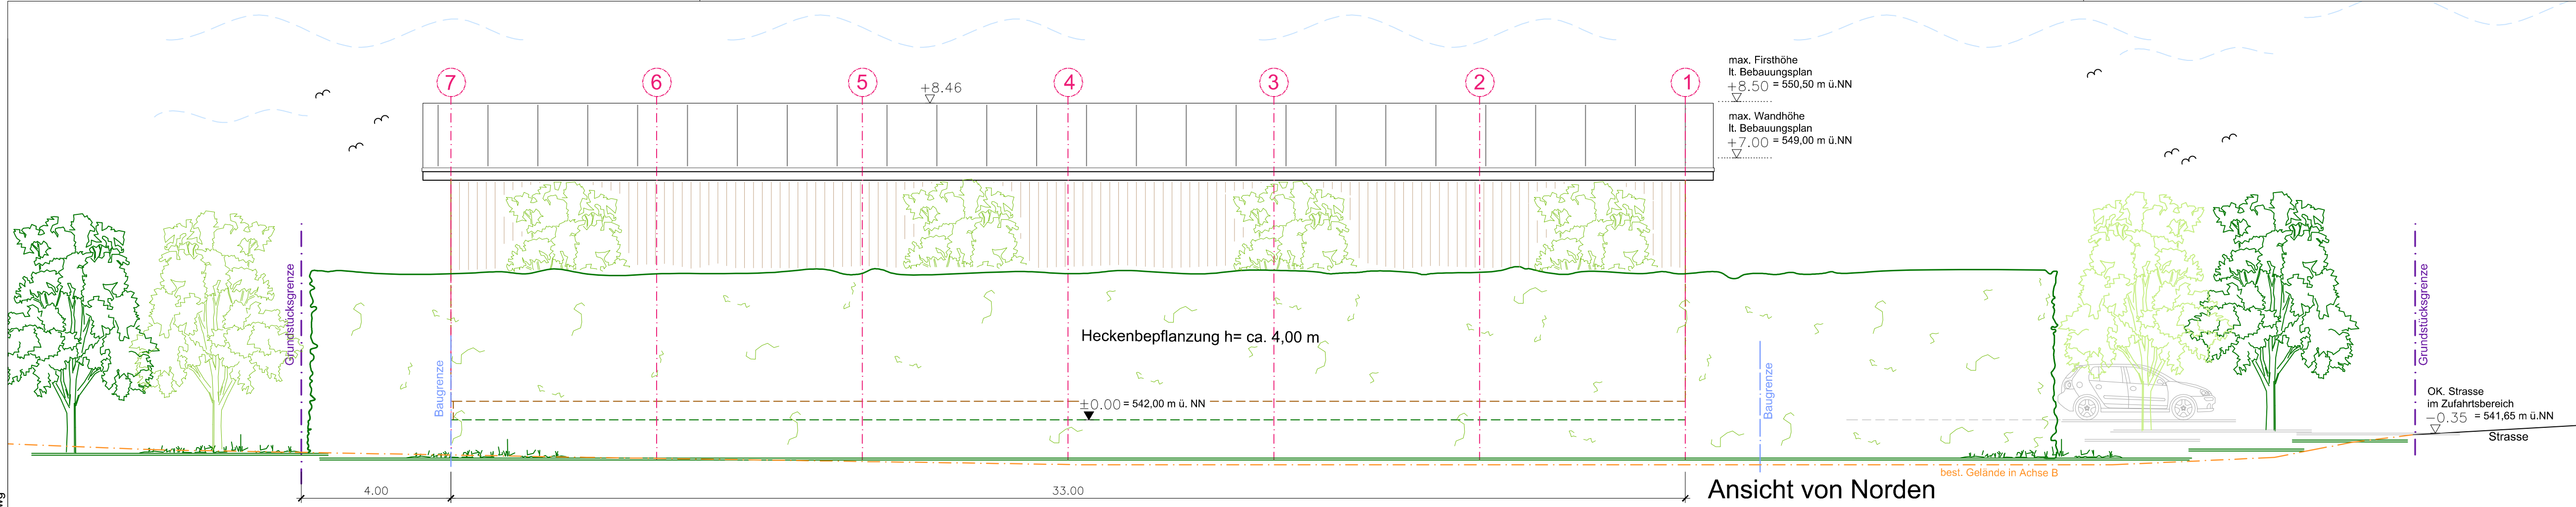 7 6 5 4 3 2 1
+8.46
max. Firsthöhe
lt. Bebauungsplan
+8.50 = 550,50 m ü.NN
max. Wandhöhe
lt. Bebauungsplan
+7.00 = 549,00 m ü.NN
Grundstücksgrenze
Baugrenze
Heckenbepflanzung h= ca. 4,00 m
±0.00 = 542,00 m ü. NN
Baugrenze
Grundstücksgrenze
OK. Strasse
im Zufahrtsbereich
-0.35 = 541,65 m ü.NN
Strasse
best. Gelände in Achse B
4.00
33.00
Ansicht von Norden